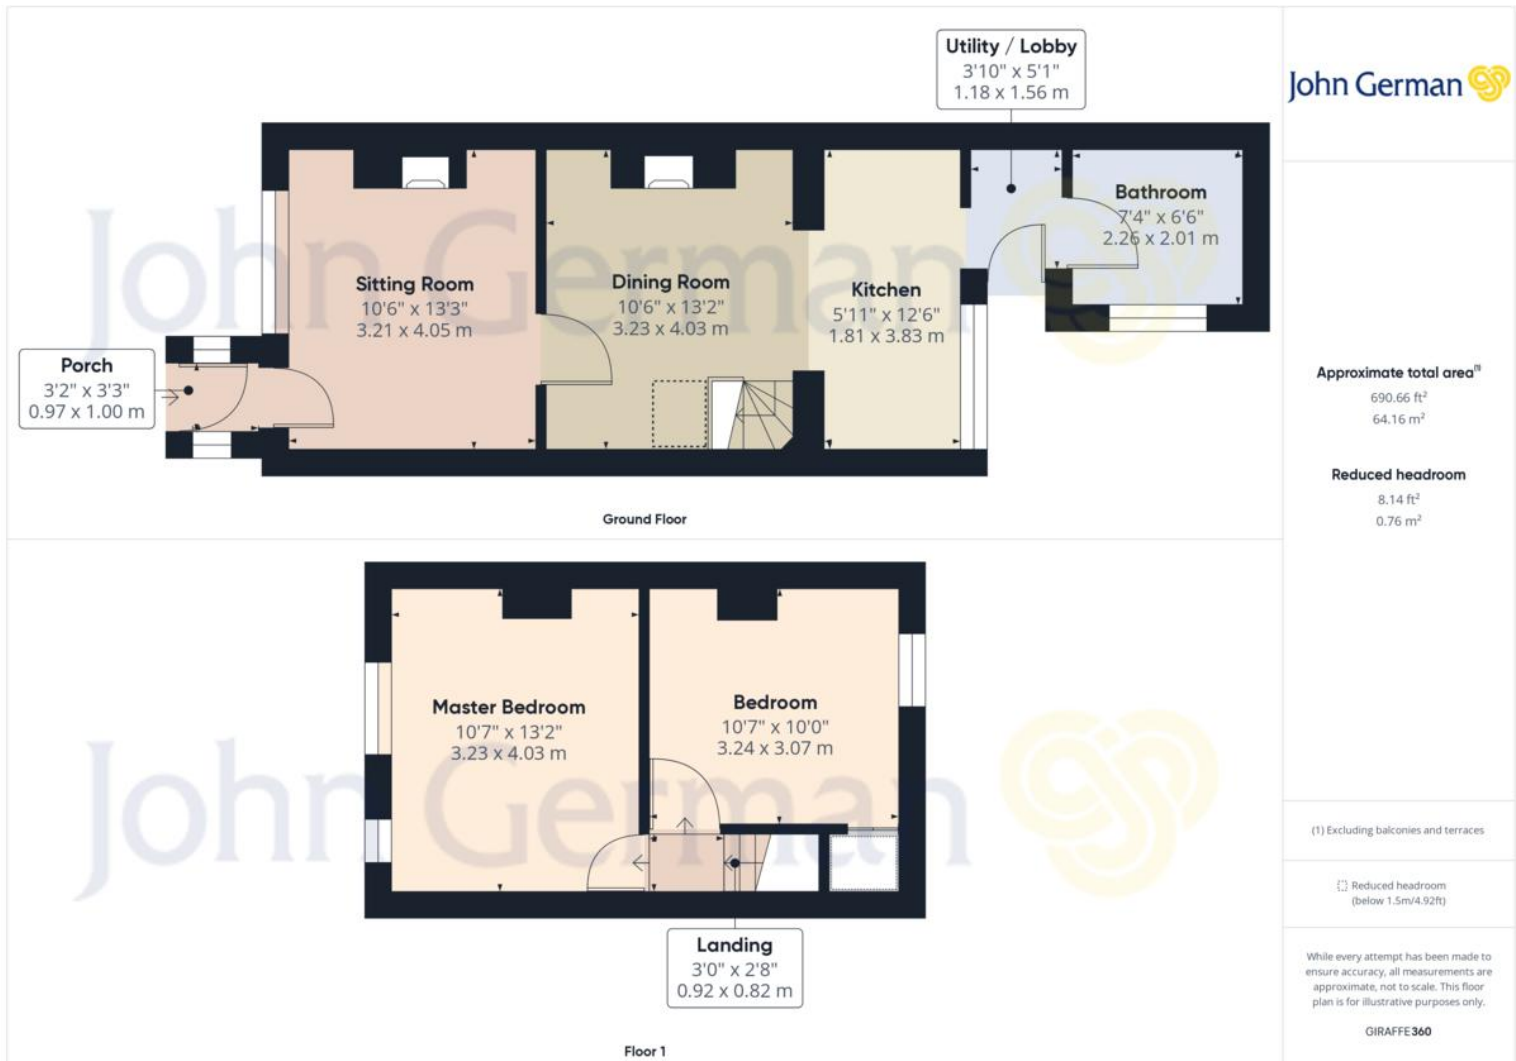 Utility / Lobby
3'10" x 5'1"
1.18 x 1.56 m
John German
Bathroom
7'4" x 6'6"
2.26 x 2.01 m
Sitting Room
10'6" x 13'3"
3.21 x 4.05 m
Dining Room
10'6" x 13'2"
3.23 x 4.03 m
Kitchen
5'11" x 12'6"
1.81 x 3.83 m
Porch
3'2" x 3'3"
0.97 x 1.00 m
John German
Ground Floor
Approximate total area(1)
690.66 ft²
64.16 m²
Reduced headroom
8.14 ft²
0.76 m²
Master Bedroom
10'7" x 13'2"
3.23 x 4.03 m
Bedroom
10'7" x 10'0"
3.24 x 3.07 m
John German
Landing
3'0" x 2'8"
0.92 x 0.82 m
Floor 1
(1) Excluding balconies and terraces
Reduced headroom
(below 1.5m/4.92ft)
While every attempt has been made to
ensure accuracy, all measurements are
approximate, not to scale. This floor
plan is for illustrative purposes only.
GIRAFFE360